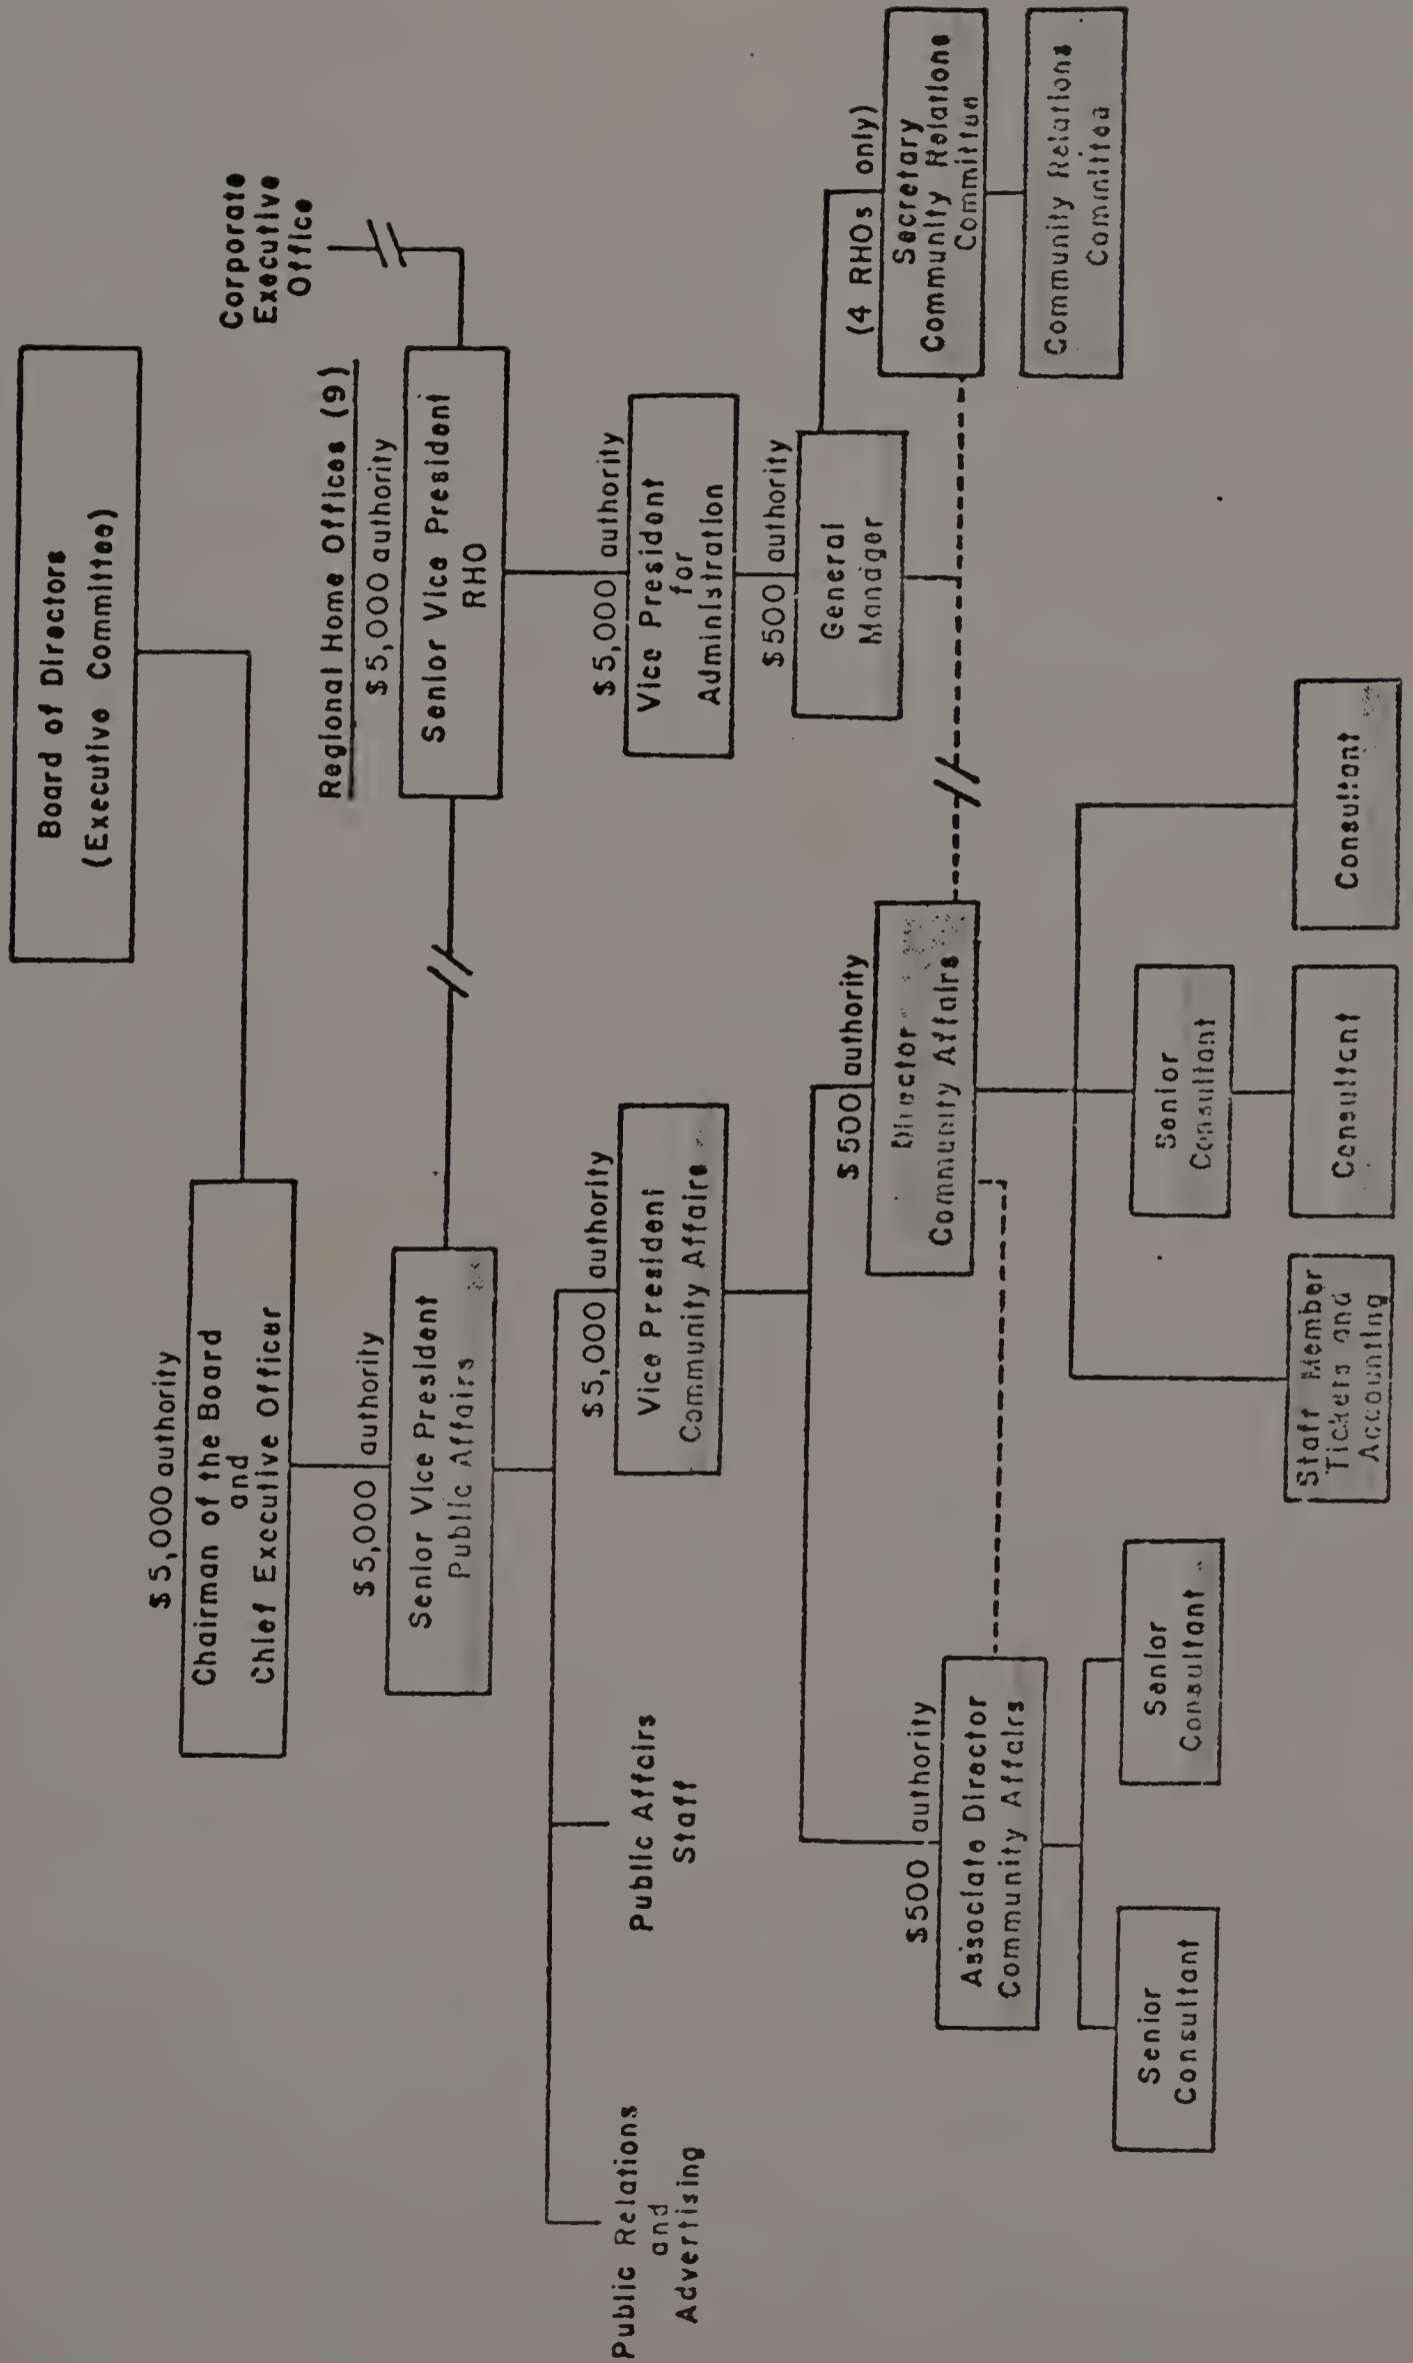 Board of Directors
(Executive Committee)
$5,000 authority
Chairman of the Board
and
Chief Executive Officer
Corporate
Executive
Office
Regional Home Offices (9)
$5,000 authority
Senior Vice President
Public Affairs
$5,000 authority
Senior Vice President
RHO
Public Relations
and
Advertising
Public Affairs
Staff
$5,000 authority
Vice President
Community Affairs
$5,000 authority
Vice President
for
Administration
$500 authority
General
Manager
(4 RHOs only)
Secretary
Community Relations
Committee
Community Relations
Committee
$500 authority
Associate Director
Community Affairs
$500 authority
Director
Community Affairs
Senior
Consultant
Senior
Consultant
Senior
Consultant
Staff Member
Tickets and
Accounting
Consultant
Consultant